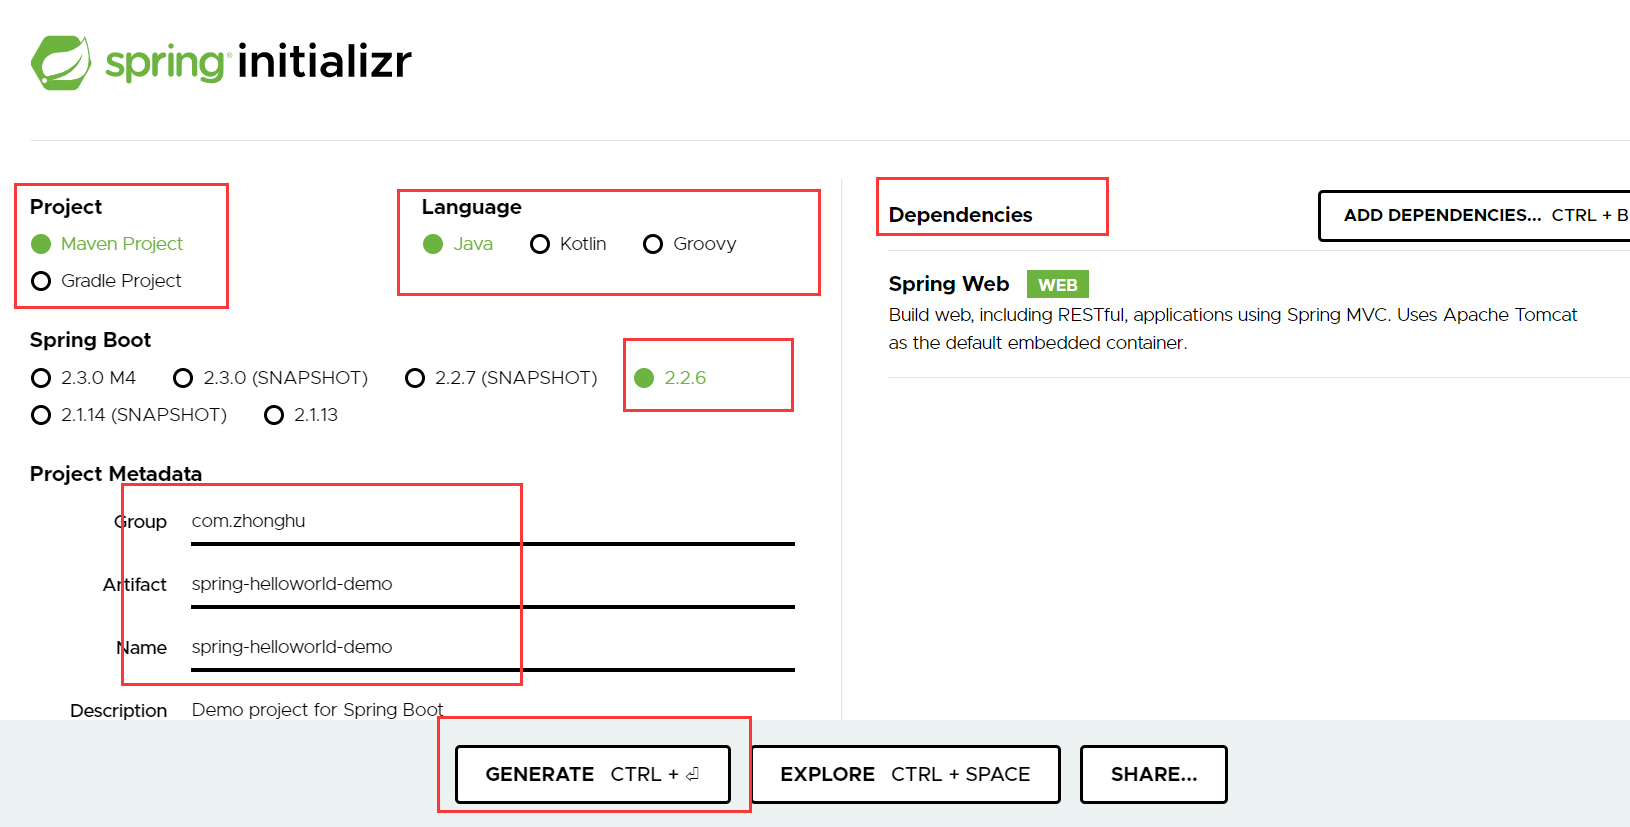 spring initializr
Project
Maven Project
Gradle Project
Language
Java Kotlin Groovy
Spring Boot
2.3.0 M4 2.3.0 (SNAPSHOT) 2.2.7 (SNAPSHOT) 2.2.6
2.1.14 (SNAPSHOT) 2.1.13
Project Metadata
Group com.zhonghu
Artifact spring-helloworld-demo
Name spring-helloworld-demo
Description Demo project for Spring Boot
Dependencies
ADD DEPENDENCIES... CTRL + B
Spring Web WEB
Build web, including RESTful, applications using Spring MVC. Uses Apache Tomcat
as the default embedded container.
GENERATE CTRL + ⏎
EXPLORE CTRL + SPACE
SHARE...